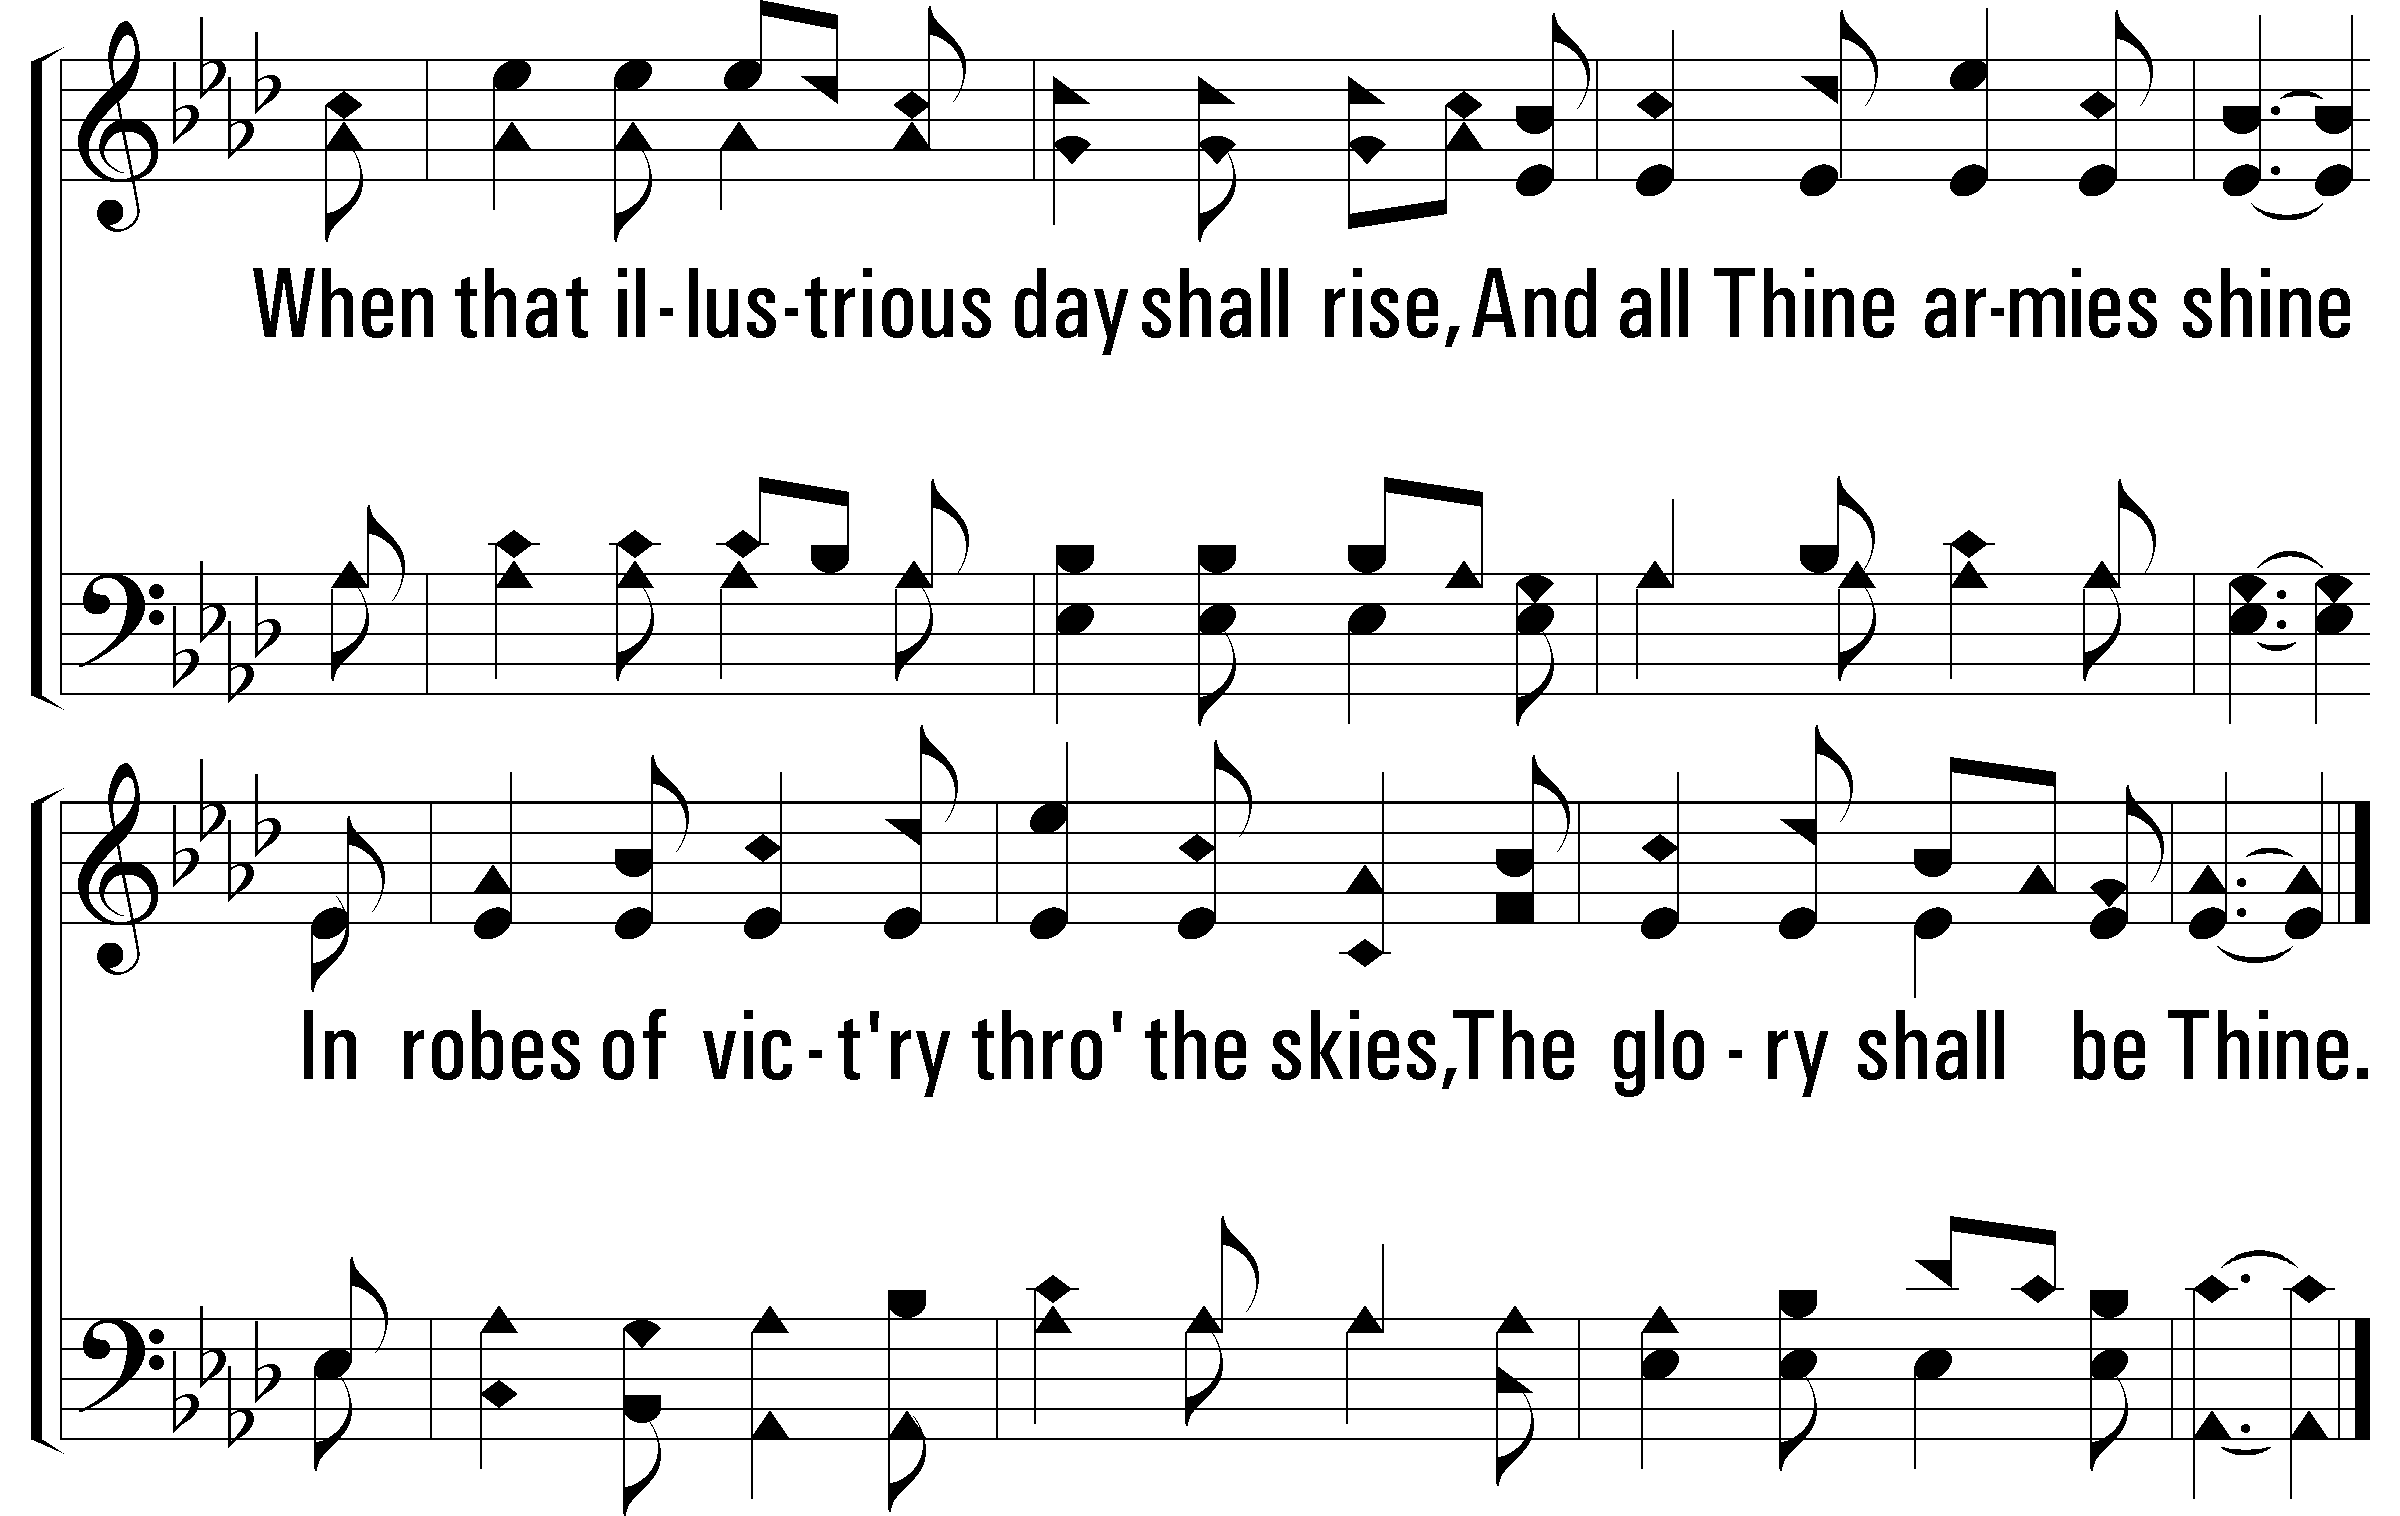 When that il-lus-trious day shall rise, And all Thine ar-mies shine
In robes of vic-t'ry thro' the skies, The glo-ry shall be Thine.